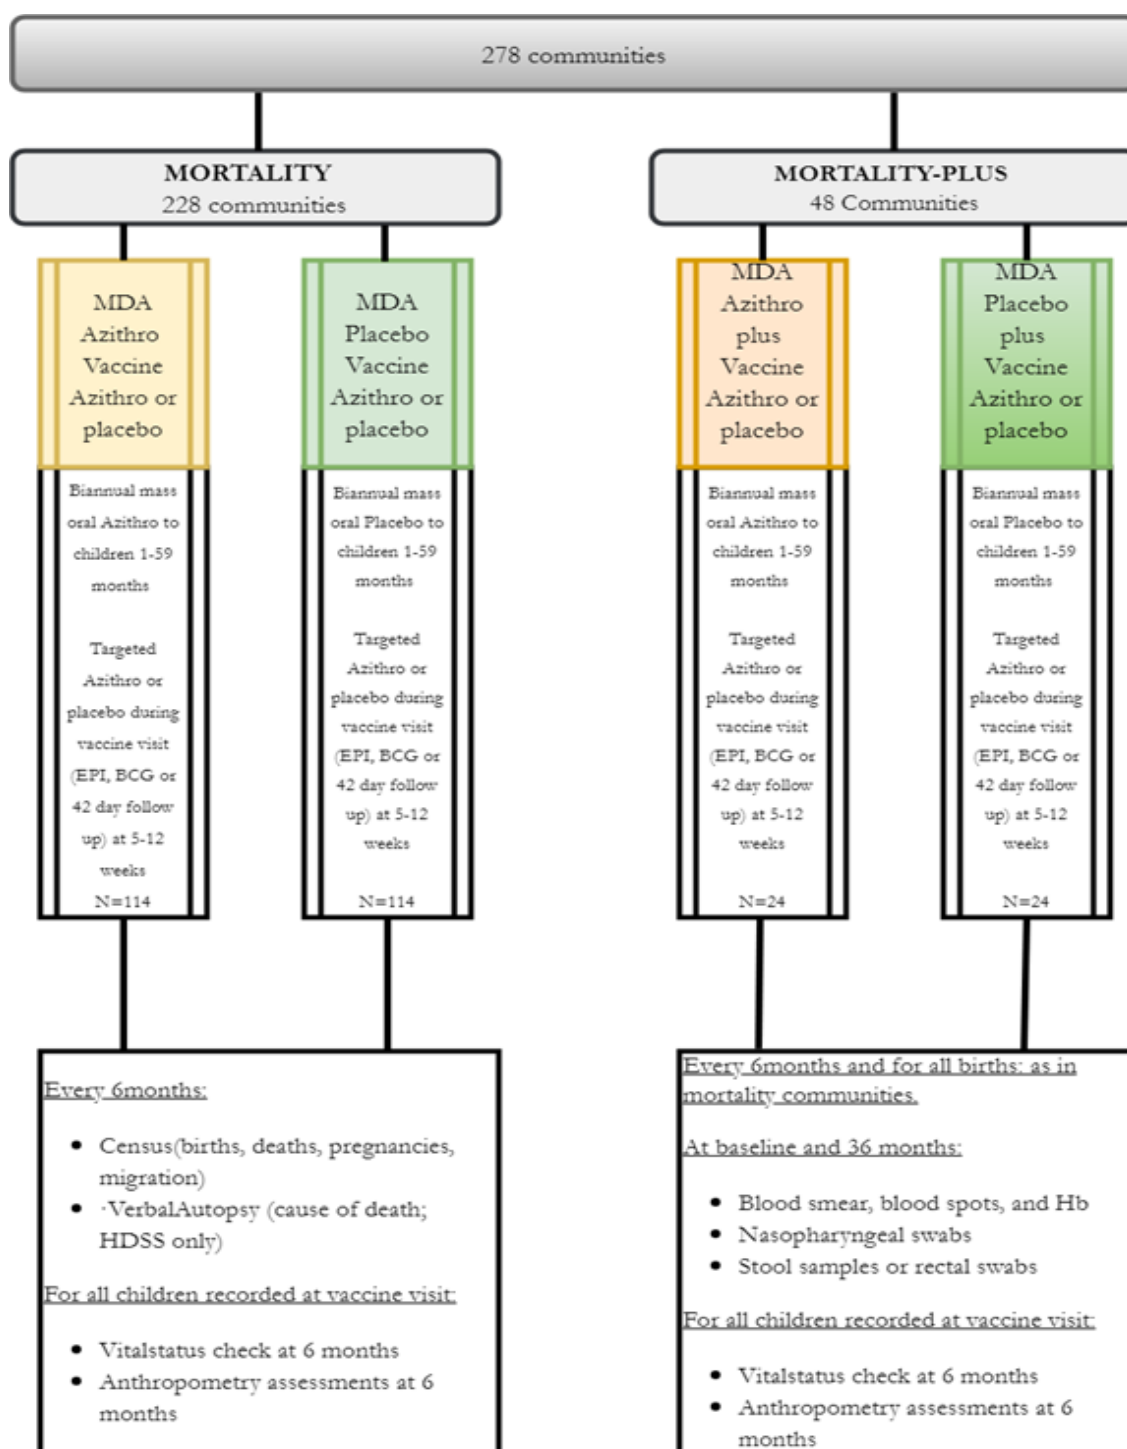 278 communities
MORTALITY
228 communities
MORTALITY-PLUS
48 Communities
MDA
Azithro
Vaccine
Azithro or
placebo
Biannual mass
oral Azithro to
children 1-59
months
Targeted
Azithro or
placebo during
vaccine visit
(EPI, BCG or
42 day follow
up) at 5-12
weeks
N=114
MDA
Placebo
Vaccine
Azithro or
placebo
Biannual mass
oral Placebo to
children 1-59
months
Targeted
Azithro or
placebo during
vaccine visit
(EPI, BCG or
42 day follow
up) at 5-12
weeks
N=114
MDA
Azithro
plus
Vaccine
Azithro or
placebo
Biannual mass
oral Azithro to
children 1-59
months
Targeted
Azithro or
placebo during
vaccine visit
(EPI, BCG or
42 day follow
up) at 5-12
weeks
N=24
MDA
Placebo
plus
Vaccine
Azithro or
placebo
Biannual mass
oral Placebo to
children 1-59
months
Targeted
Azithro or
placebo during
vaccine visit
(EPI, BCG or
42 day follow
up) at 5-12
weeks
N=24
Every 6months:
• Census(births, deaths, pregnancies,
migration)
• ·VerbalAutopsy (cause of death;
HDSS only)
For all children recorded at vaccine visit:
• Vitalstatus check at 6 months
• Anthropometry assessments at 6
months
Every 6months and for all births: as in
mortality communities.
At baseline and 36 months:
• Blood smear, blood spots, and Hb
• Nasopharyngeal swabs
• Stool samples or rectal swabs
For all children recorded at vaccine visit:
• Vitalstatus check at 6 months
• Anthropometry assessments at 6
months